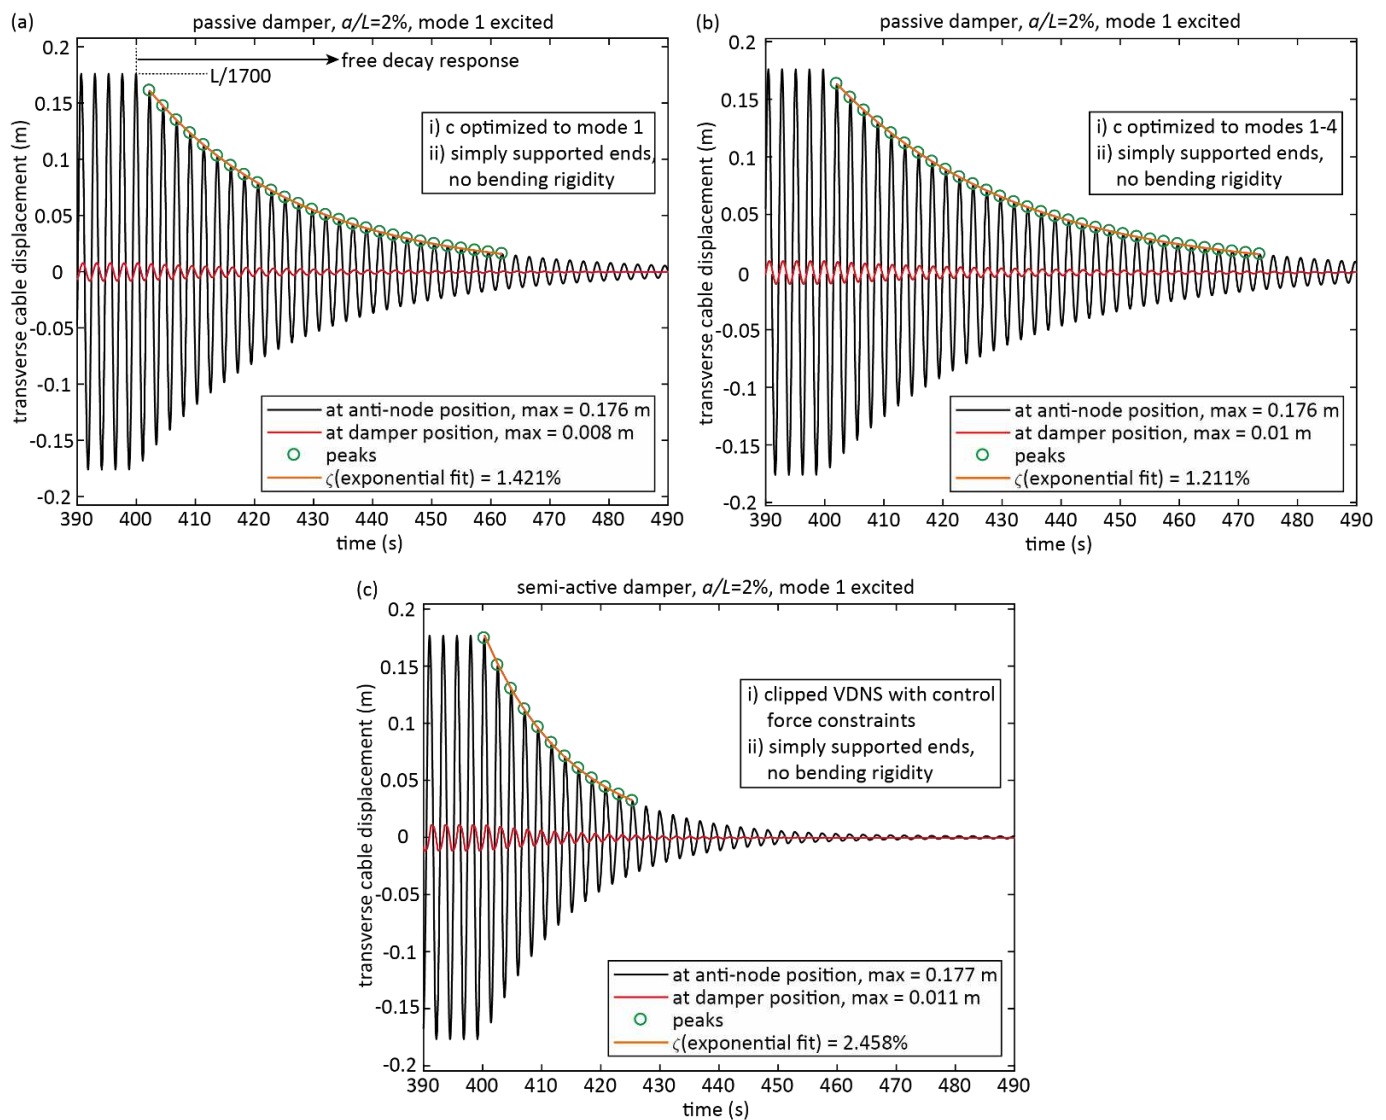 (a)
passive damper, a/L=2%, mode 1 excited
0.2
0.15
0.1
0.05
0
-0.05
-0.1
-0.15
-0.2
transverse cable displacement (m)
free decay response
L/1700
i) c optimized to mode 1
ii) simply supported ends,
no bending rigidity
at anti-node position, max = 0.176 m
at damper position, max = 0.008 m
peaks
ζ(exponential fit) = 1.421%
390 400 410 420 430 440 450 460 470 480 490
time (s)
(b)
passive damper, a/L=2%, mode 1 excited
0.2
0.15
0.1
0.05
0
-0.05
-0.1
-0.15
-0.2
transverse cable displacement (m)
i) c optimized to modes 1-4
ii) simply supported ends,
no bending rigidity
at anti-node position, max = 0.176 m
at damper position, max = 0.01 m
peaks
ζ(exponential fit) = 1.211%
390 400 410 420 430 440 450 460 470 480 490
time (s)
(c)
semi-active damper, a/L=2%, mode 1 excited
0.2
0.15
0.1
0.05
0
-0.05
-0.1
-0.15
-0.2
transverse cable displacement (m)
i) clipped VDNS with control
force constraints
ii) simply supported ends,
no bending rigidity
at anti-node position, max = 0.177 m
at damper position, max = 0.011 m
peaks
ζ(exponential fit) = 2.458%
390 400 410 420 430 440 450 460 470 480 490
time (s)